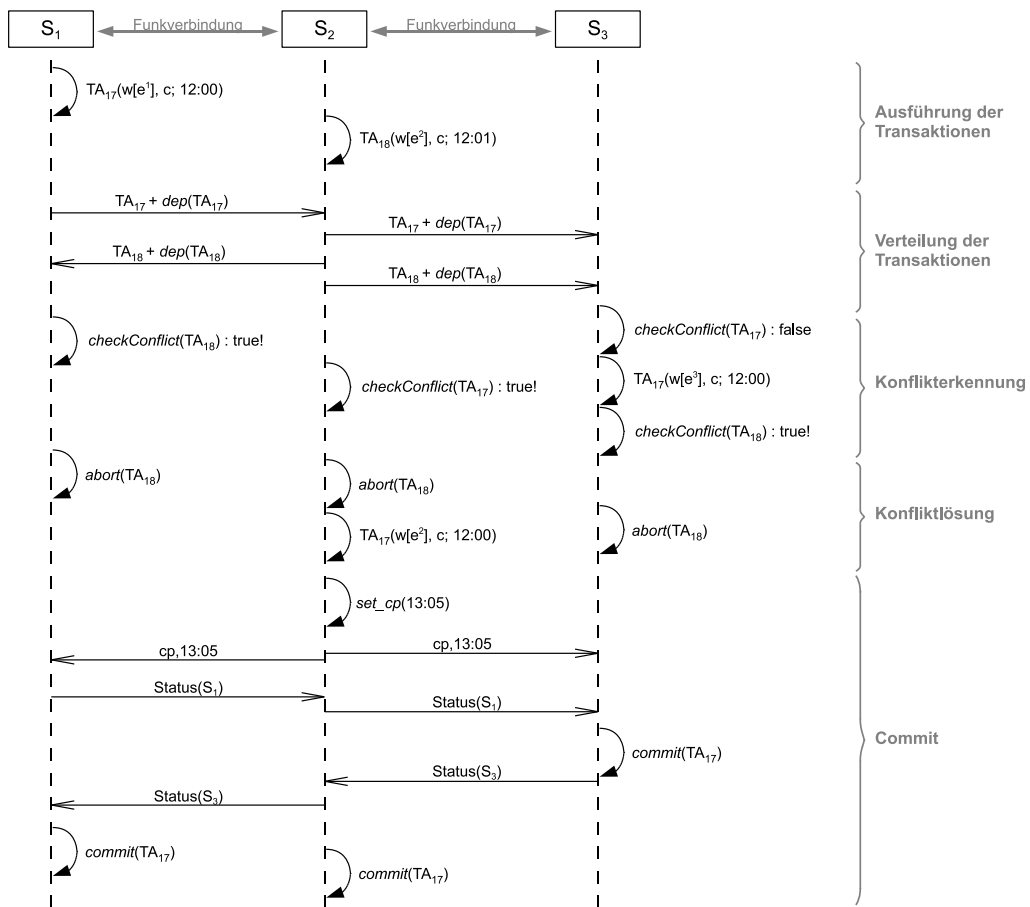 S₁
Funkverbindung
S₂
Funkverbindung
S₃
TA₁₇(w[e¹], c; 12:00)
TA₁₈(w[e²], c; 12:01)
Ausführung der
Transaktionen
TA₁₇ + dep(TA₁₇)
TA₁₇ + dep(TA₁₇)
TA₁₈ + dep(TA₁₈)
TA₁₈ + dep(TA₁₈)
Verteilung der
Transaktionen
checkConflict(TA₁₇) : false
checkConflict(TA₁₈) : true!
TA₁₇(w[e³], c; 12:00)
checkConflict(TA₁₇) : true!
checkConflict(TA₁₈) : true!
Konflikterkennung
abort(TA₁₈)
abort(TA₁₈)
TA₁₇(w[e²], c; 12:00)
abort(TA₁₈)
Konfliktlösung
set_cp(13:05)
cp,13:05
cp,13:05
Status(S₁)
Status(S₁)
commit(TA₁₇)
Status(S₃)
Status(S₃)
commit(TA₁₇)
commit(TA₁₇)
Commit